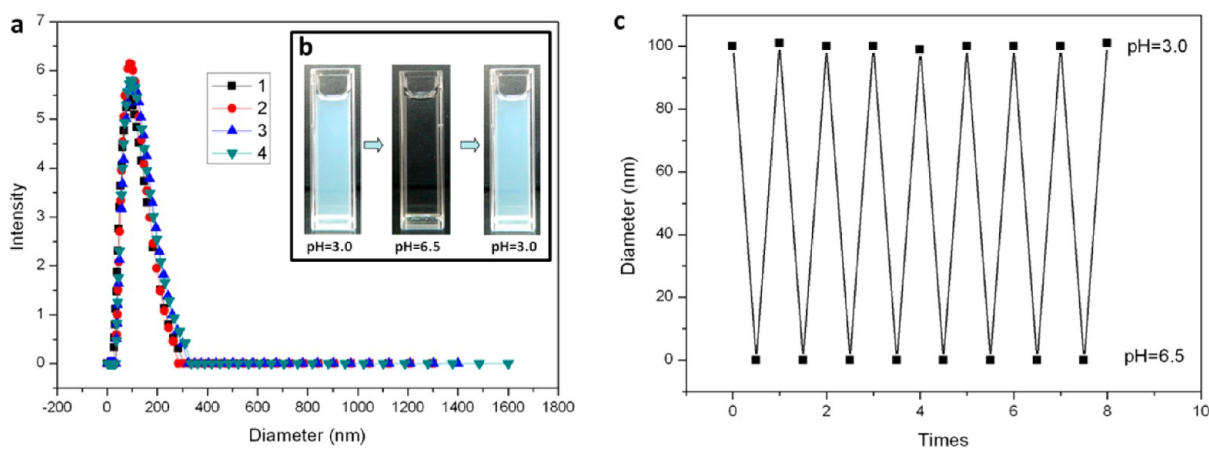 a
7
6
5
4
3
2
1
0
Intensity
-200 0 200 400 600 800 1000 1200 1400 1600 1800
Diameter (nm)
1
2
3
4
b
pH=3.0 pH=6.5 pH=3.0
c
100
80
60
40
20
0
Diameter (nm)
0 2 4 6 8 10
Times
pH=3.0
pH=6.5